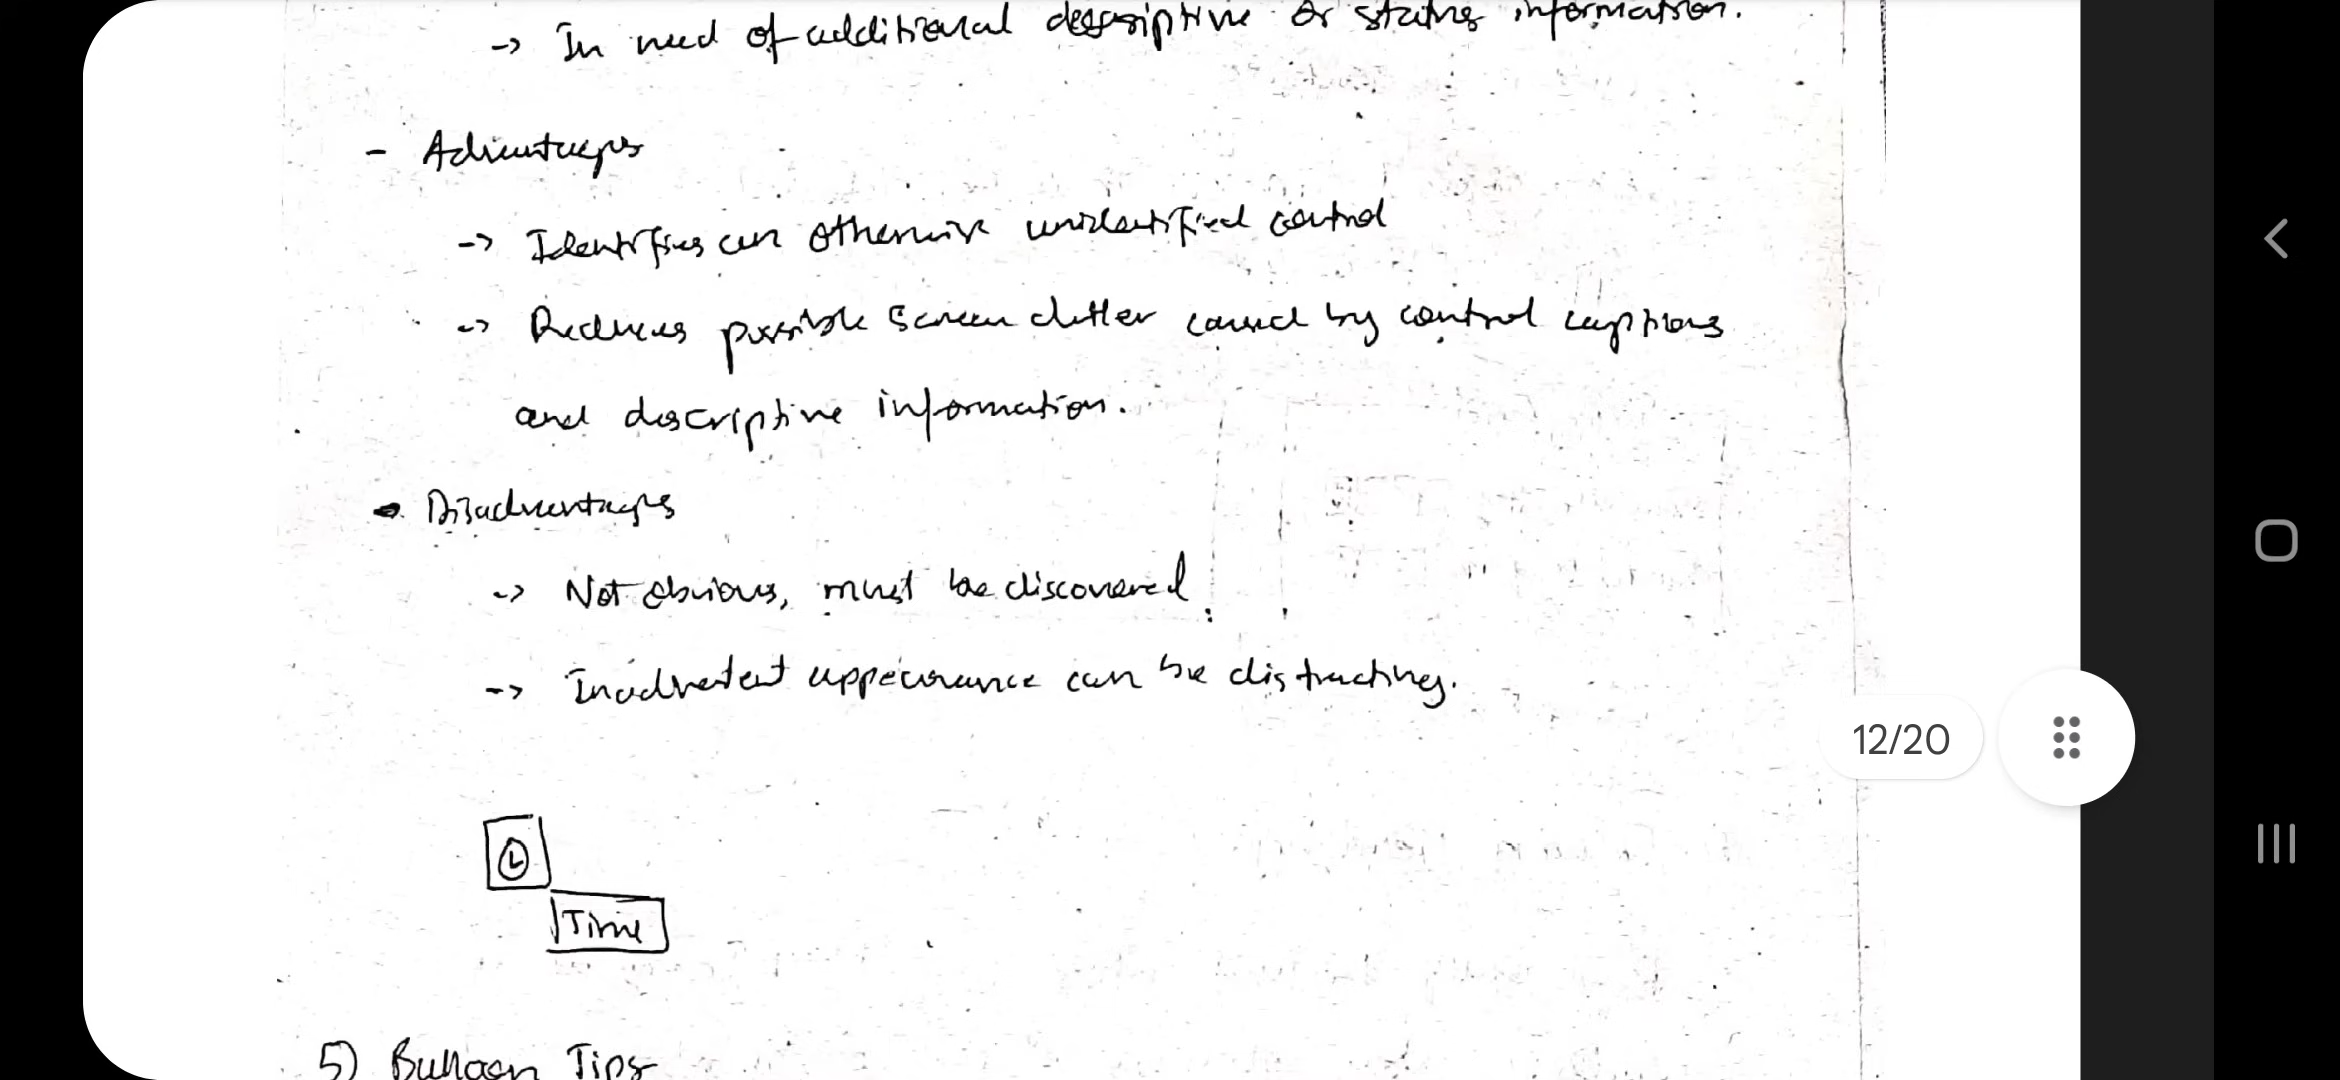 -> In need of additional descriptive or status information.
- Advantages
-> Identifies an otherwise unidentified control
-> Reduces possible screen clutter caused by control captions
and descriptive information.
- Disadvantages
-> Not obvious, must be discovered
-> Inadvertent appearance can be distracting.
12/20
Time
5) Balloon Tips